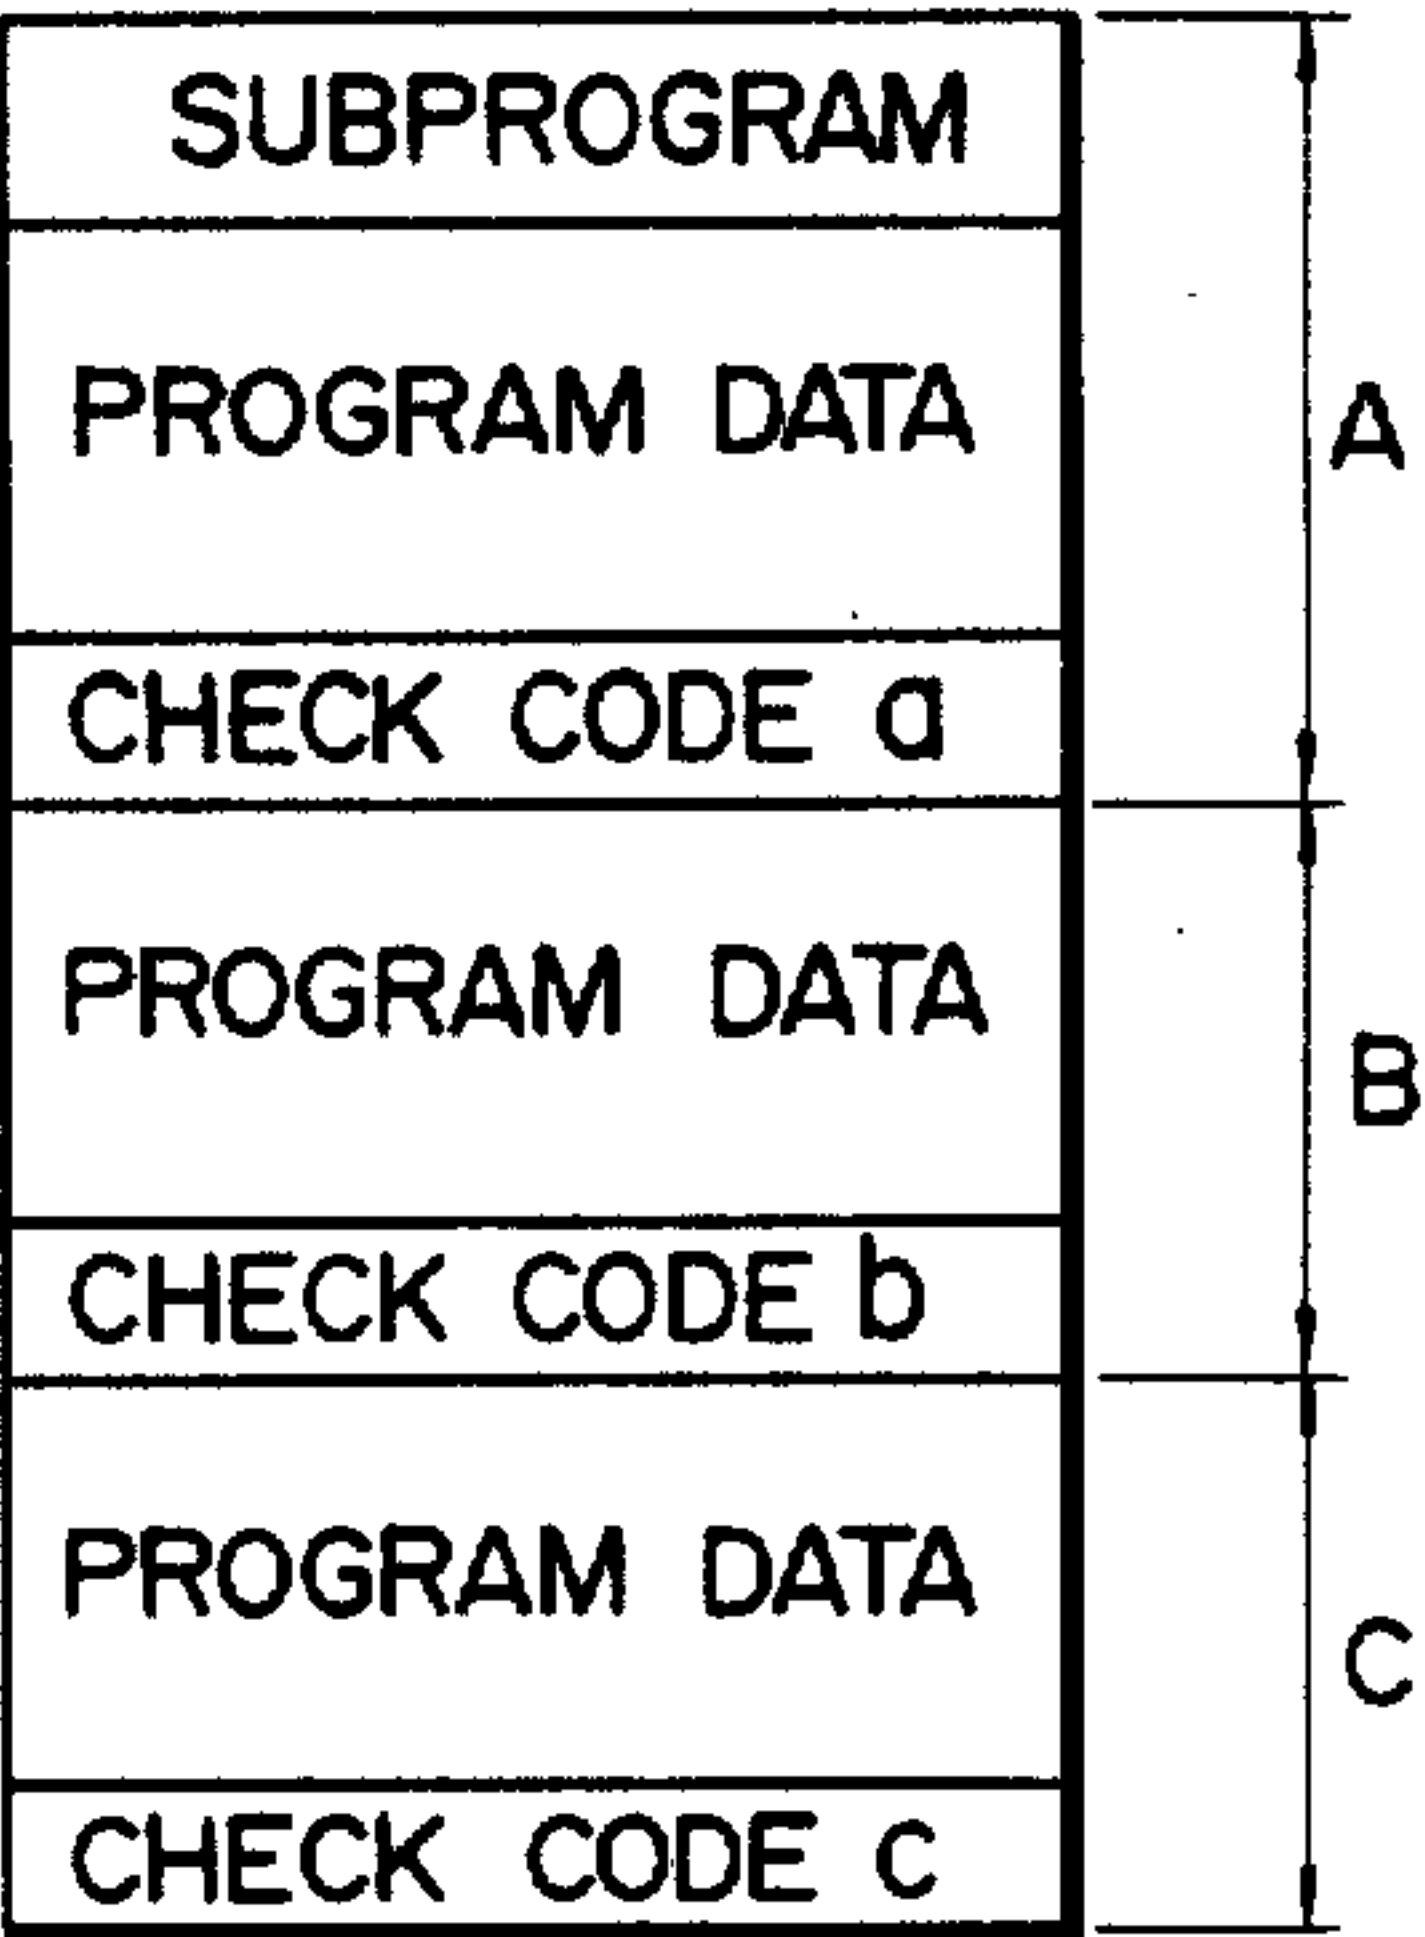 SUBPROGRAM
PROGRAM DATA
A
CHECK CODE a
PROGRAM DATA
B
CHECK CODE b
PROGRAM DATA
C
CHECK CODE c